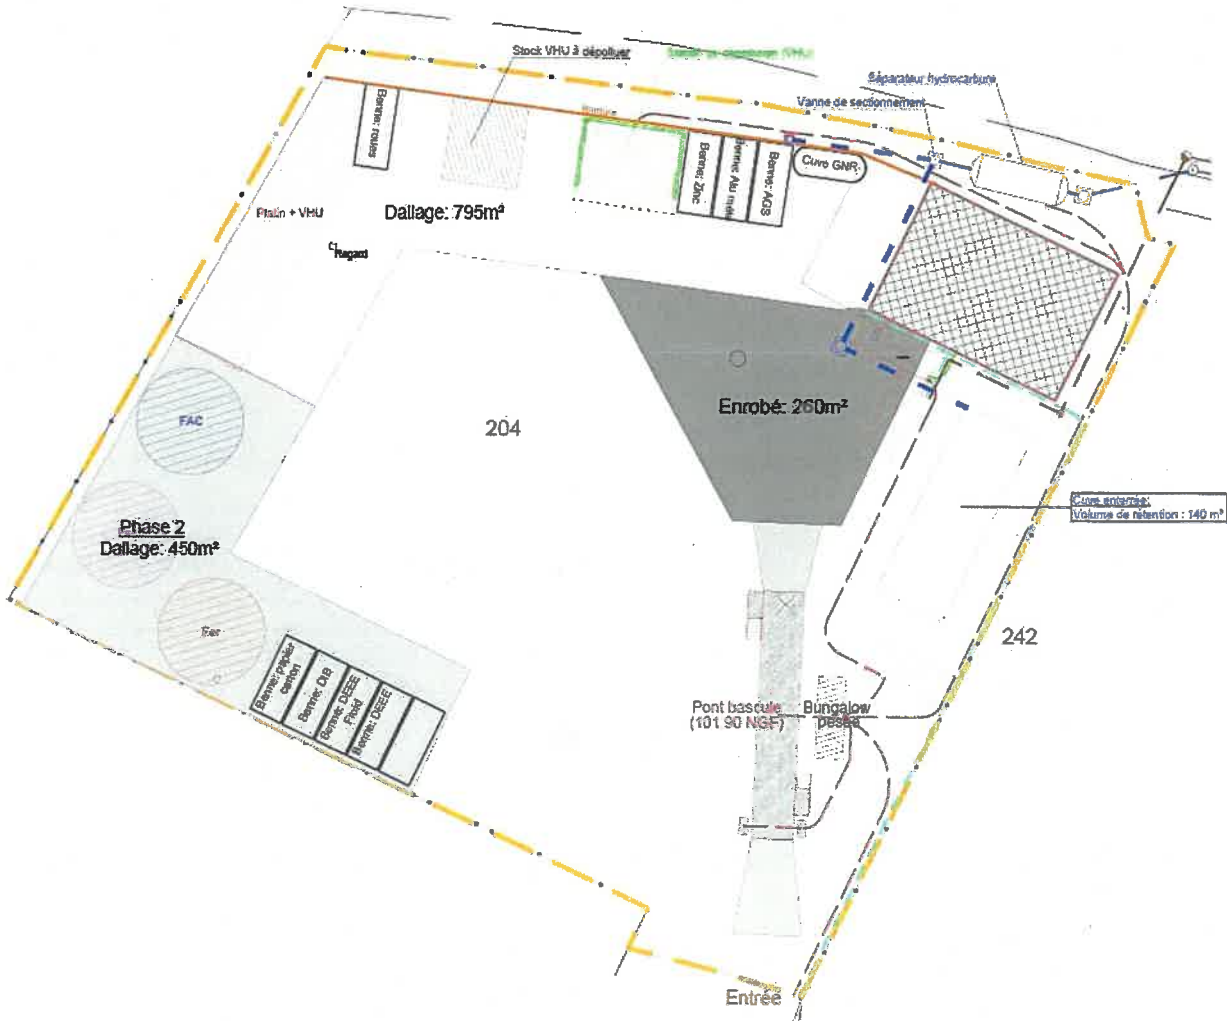 Stock VHU à dépolluer
Séparateur hydrocarbure
Vanne de sectionnement
Benne: roues
Benne: Zinc
Benne: AGS
Cuve GNR
Platin + VHU
Dallage: 795m²
Regard
FAC
204
Enrobé: 260m²
Phase 2
Dallage: 450m²
Cuve enterrée:
Volume de rétention : 140 m³
Fer
242
Benne: papier
carton
Benne: DIB
Benne: DEEE
Froid
Benne: DEEE
Pont bascule
(101.90 NGF)
Bungalow
pesée
Entrée